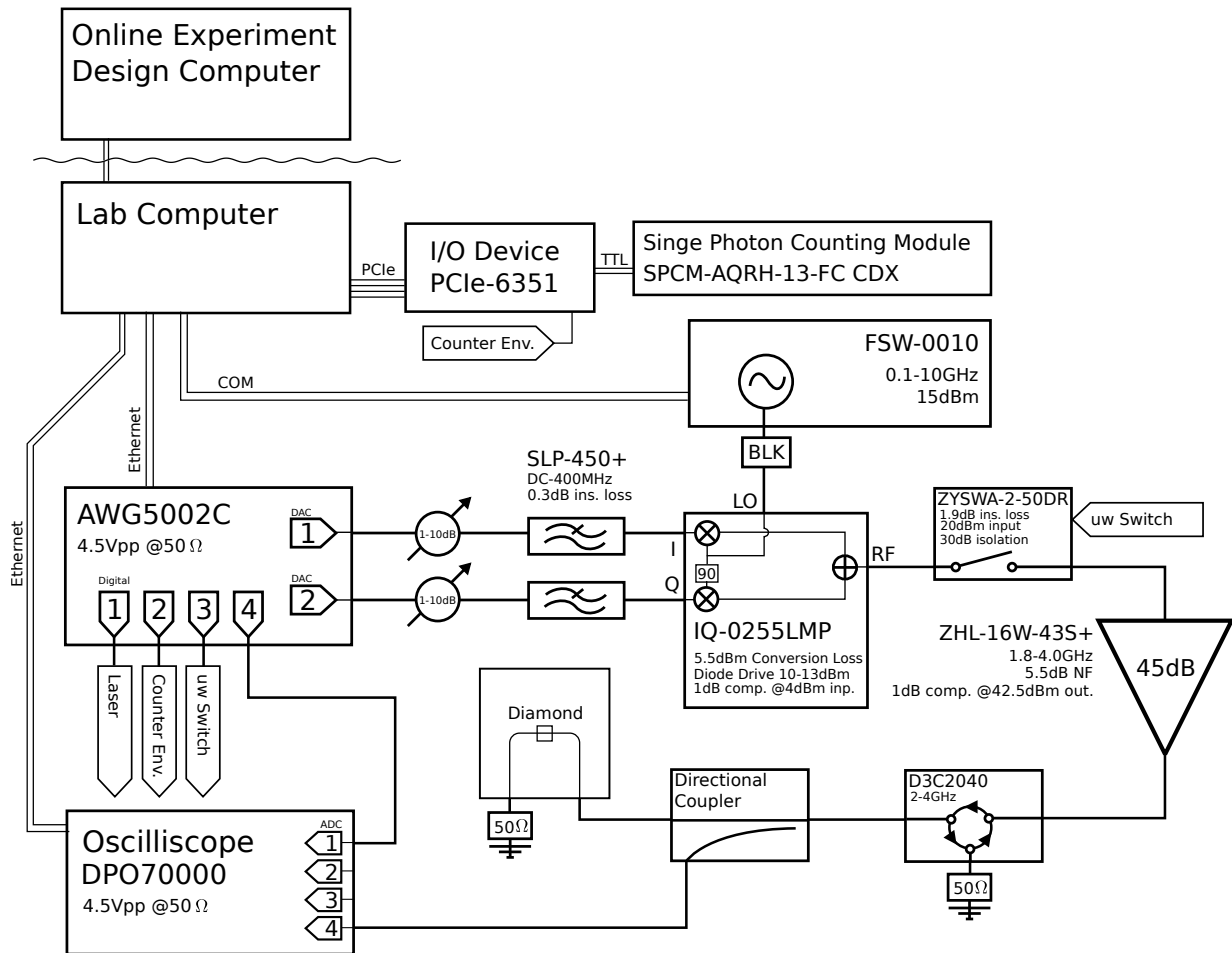 Online Experiment
Design Computer
Lab Computer
PCIe
I/O Device
PCIe-6351
TTL
Singe Photon Counting Module
SPCM-AQRH-13-FC CDX
Counter Env.
COM
FSW-0010
0.1-10GHz
15dBm
BLK
Ethernet
Ethernet
AWG5002C
4.5Vpp @50 Ω
DAC
1
DAC
2
Digital
1
2
3
4
Laser
Counter Env.
uw Switch
1-10dB
1-10dB
SLP-450+
DC-400MHz
0.3dB ins. loss
LO
I
Q
90
RF
IQ-0255LMP
5.5dBm Conversion Loss
Diode Drive 10-13dBm
1dB comp. @4dBm inp.
ZYSWA-2-50DR
1.9dB ins. loss
20dBm input
30dB isolation
uw Switch
ZHL-16W-43S+
1.8-4.0GHz
5.5dB NF
1dB comp. @42.5dBm out.
45dB
Diamond
50Ω
Directional
Coupler
D3C2040
2-4GHz
50Ω
Oscilliscope
DPO70000
4.5Vpp @50 Ω
ADC
1
2
3
4